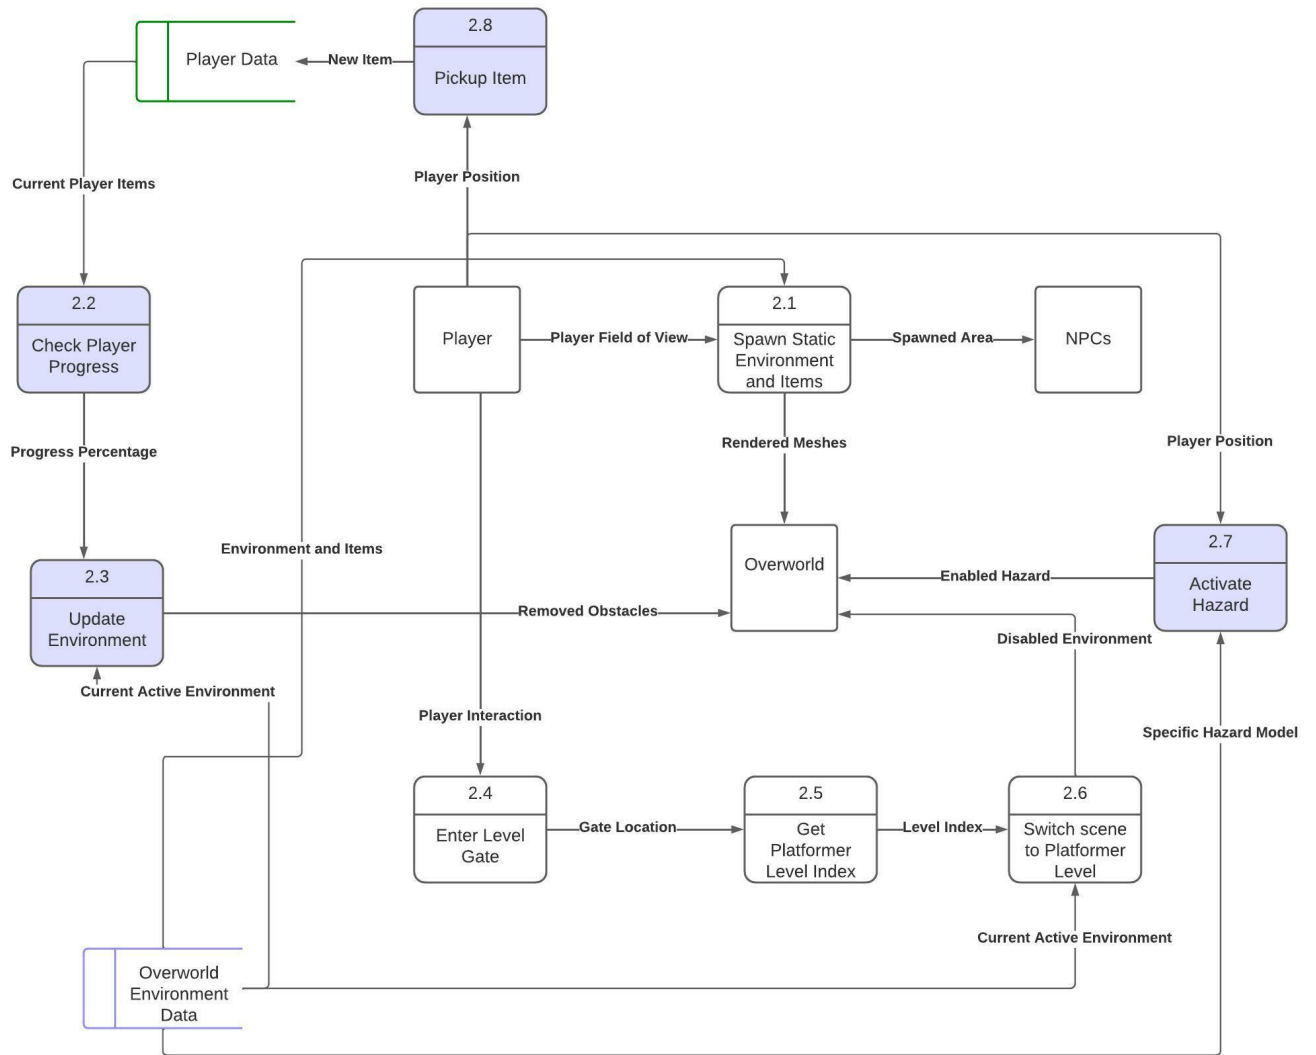 2.8
Player Data
New Item
Pickup Item
Player Position
Current Player Items
2.2
Check Player
Progress
Player
Player Field of View
2.1
Spawn Static
Environment
and Items
Spawned Area
NPCs
Rendered Meshes
Player Position
Progress Percentage
Environment and Items
2.3
Update
Environment
Removed Obstacles
Overworld
Enabled Hazard
2.7
Activate
Hazard
Disabled Environment
Current Active Environment
Player Interaction
Specific Hazard Model
2.4
Enter Level
Gate
Gate Location
2.5
Get
Platformer
Level Index
Level Index
2.6
Switch scene
to Platformer
Level
Current Active Environment
Overworld
Environment
Data